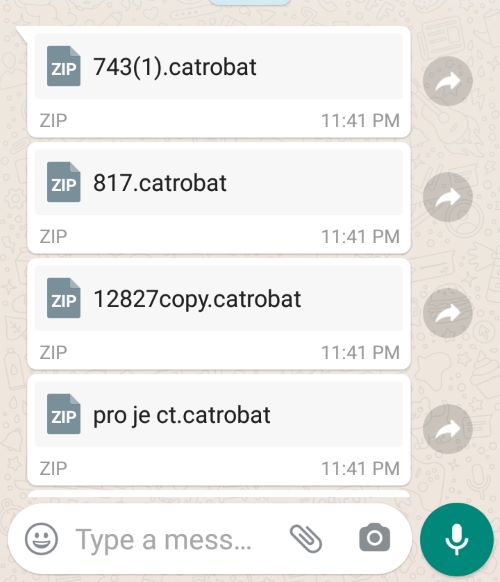 ZIP 743(1).catrobat
ZIP 11:41 PM
ZIP 817.catrobat
ZIP 11:41 PM
ZIP 12827copy.catrobat
ZIP 11:41 PM
ZIP pro je ct.catrobat
ZIP 11:41 PM
Type a mess...